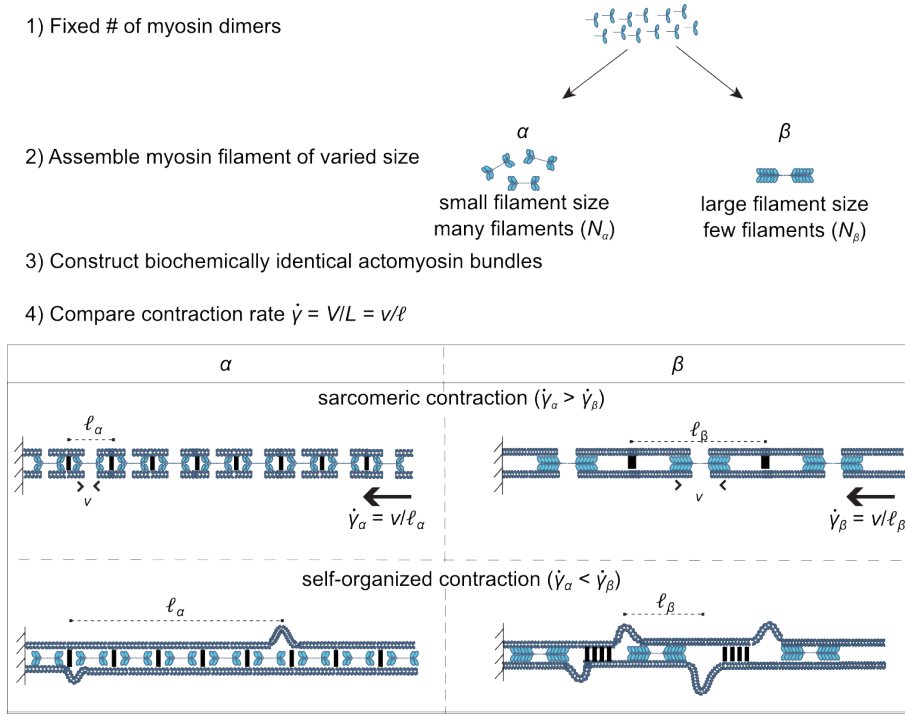 1) Fixed # of myosin dimers
α
β
2) Assemble myosin filament of varied size
small filament size
many filaments (Nα)
large filament size
few filaments (Nβ)
3) Construct biochemically identical actomyosin bundles
4) Compare contraction rate γ̇ = V/L = v/ℓ
α
β
sarcomeric contraction (γ̇α > γ̇β)
ℓα
ℓβ
v
v
γ̇α = v/ℓα
γ̇β = v/ℓβ
self-organized contraction (γ̇α < γ̇β)
ℓα
ℓβ